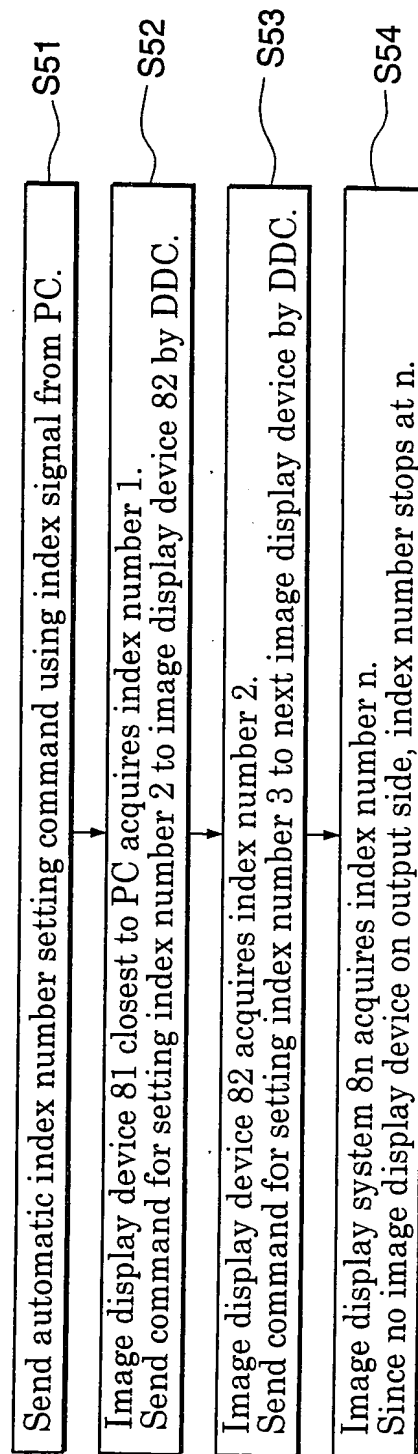 Send automatic index number setting command using index signal from PC.
S51
Image display device 81 closest to PC acquires index number 1.
Send command for setting index number 2 to image display device 82 by DDC.
S52
Image display device 82 acquires index number 2.
Send command for setting index number 3 to next image display device by DDC.
S53
Image display system 8n acquires index number n.
Since no image display device on output side, index number stops at n.
S54